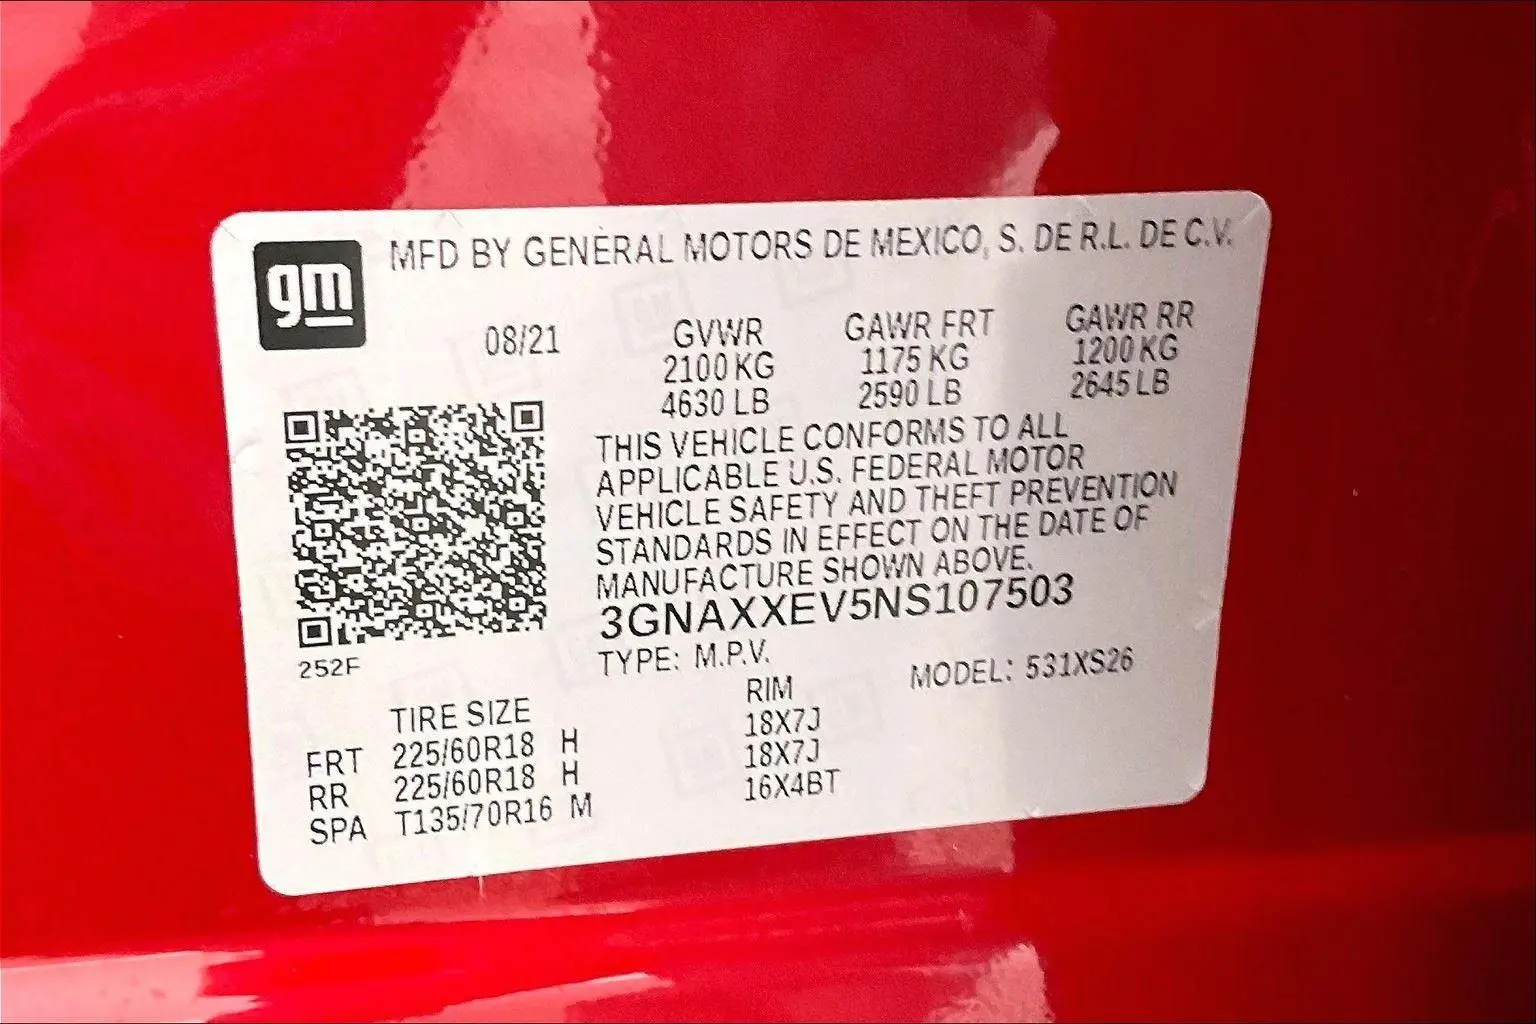 gm
MFD BY GENERAL MOTORS DE MEXICO, S. DE R.L. DE C.V.
08/21 GVWR GAWR FRT GAWR RR
2100 KG 1175 KG 1200 KG
4630 LB 2590 LB 2645 LB
THIS VEHICLE CONFORMS TO ALL
APPLICABLE U.S. FEDERAL MOTOR
VEHICLE SAFETY AND THEFT PREVENTION
STANDARDS IN EFFECT ON THE DATE OF
MANUFACTURE SHOWN ABOVE.
3GNAXXEV5NS107503
252F
TYPE: M.P.V. MODEL: 531XS26
TIRE SIZE RIM
FRT 225/60R18 H 18X7J
RR 225/60R18 H 18X7J
SPA T135/70R16 M 16X4BT